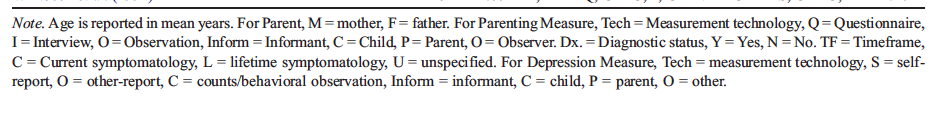 Note. Age is reported in mean years. For Parent, M = mother, F = father. For Parenting Measure, Tech = Measurement technology, Q = Questionnaire,
I = Interview, O = Observation, Inform = Informant, C = Child, P = Parent, O = Observer. Dx. = Diagnostic status, Y = Yes, N = No. TF = Timeframe,
C = Current symptomatology, L = lifetime symptomatology, U = unspecified. For Depression Measure, Tech = measurement technology, S = self-
report, O = other-report, C = counts/behavioral observation, Inform = informant, C = child, P = parent, O = other.